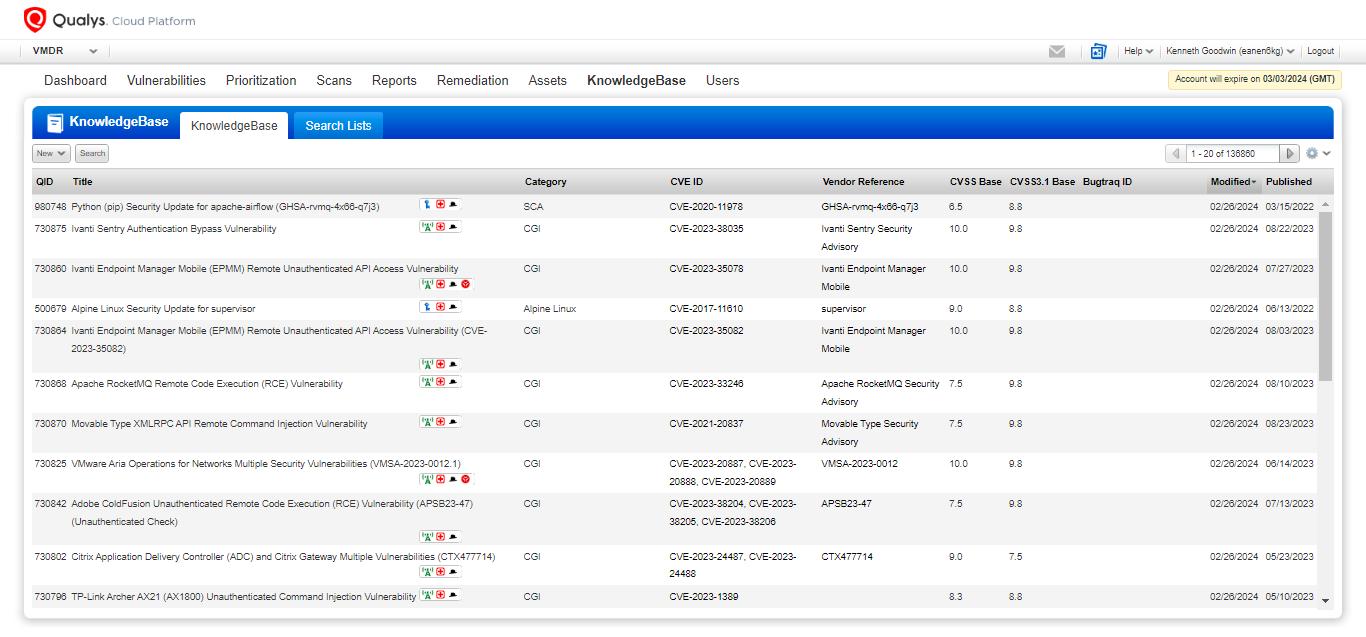 Qualys. Cloud Platform
VMDR Help Kenneth Goodwin (eanen6kg) Logout
Dashboard Vulnerabilities Prioritization Scans Reports Remediation Assets KnowledgeBase Users Account will expire on 03/03/2024 (GMT)
KnowledgeBase KnowledgeBase Search Lists
New Search 1 - 20 of 136860
QID Title Category CVE ID Vendor Reference CVSS Base CVSS3.1 Base Bugtraq ID Modified Published
980748 Python (pip) Security Update for apache-airflow (GHSA-rvmq-4x66-q7j3) SCA CVE-2020-11978 GHSA-rvmq-4x66-q7j3 6.5 8.8 02/26/2024 03/15/2022
730875 Ivanti Sentry Authentication Bypass Vulnerability CGI CVE-2023-38035 Ivanti Sentry Security 10.0 9.8 02/26/2024 08/22/2023
Advisory
730860 Ivanti Endpoint Manager Mobile (EPMM) Remote Unauthenticated API Access Vulnerability CGI CVE-2023-35078 Ivanti Endpoint Manager 10.0 9.8 02/26/2024 07/27/2023
Mobile
500679 Alpine Linux Security Update for supervisor Alpine Linux CVE-2017-11610 supervisor 9.0 8.8 02/26/2024 06/13/2022
730864 Ivanti Endpoint Manager Mobile (EPMM) Remote Unauthenticated API Access Vulnerability (CVE- CGI CVE-2023-35082 Ivanti Endpoint Manager 10.0 9.8 02/26/2024 08/03/2023
2023-35082) Mobile
730868 Apache RocketMQ Remote Code Execution (RCE) Vulnerability CGI CVE-2023-33246 Apache RocketMQ Security 7.5 9.8 02/26/2024 08/10/2023
Advisory
730870 Movable Type XMLRPC API Remote Command Injection Vulnerability CGI CVE-2021-20837 Movable Type Security 7.5 9.8 02/26/2024 08/23/2023
Advisory
730825 VMware Aria Operations for Networks Multiple Security Vulnerabilities (VMSA-2023-0012.1) CGI CVE-2023-20887, CVE-2023- VMSA-2023-0012 10.0 9.8 02/26/2024 06/14/2023
20888, CVE-2023-20889
730842 Adobe ColdFusion Unauthenticated Remote Code Execution (RCE) Vulnerability (APSB23-47) CGI CVE-2023-38204, CVE-2023- APSB23-47 7.5 9.8 02/26/2024 07/13/2023
(Unauthenticated Check) 38205, CVE-2023-38206
730802 Citrix Application Delivery Controller (ADC) and Citrix Gateway Multiple Vulnerabilities (CTX477714) CGI CVE-2023-24487, CVE-2023- CTX477714 9.0 7.5 02/26/2024 05/23/2023
24488
730796 TP-Link Archer AX21 (AX1800) Unauthenticated Command Injection Vulnerability CGI CVE-2023-1389 8.3 8.8 02/26/2024 05/10/2023